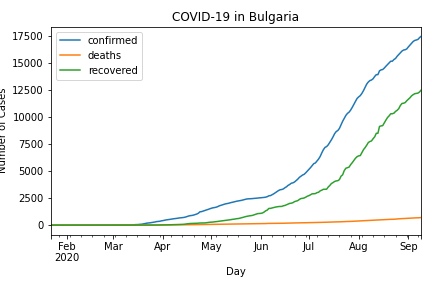 COVID-19 in Bulgaria
confirmed
deaths
recovered
17500
15000
12500
10000
7500
5000
2500
0
Number of Cases
Feb Mar Apr May Jun Jul Aug Sep
2020
Day